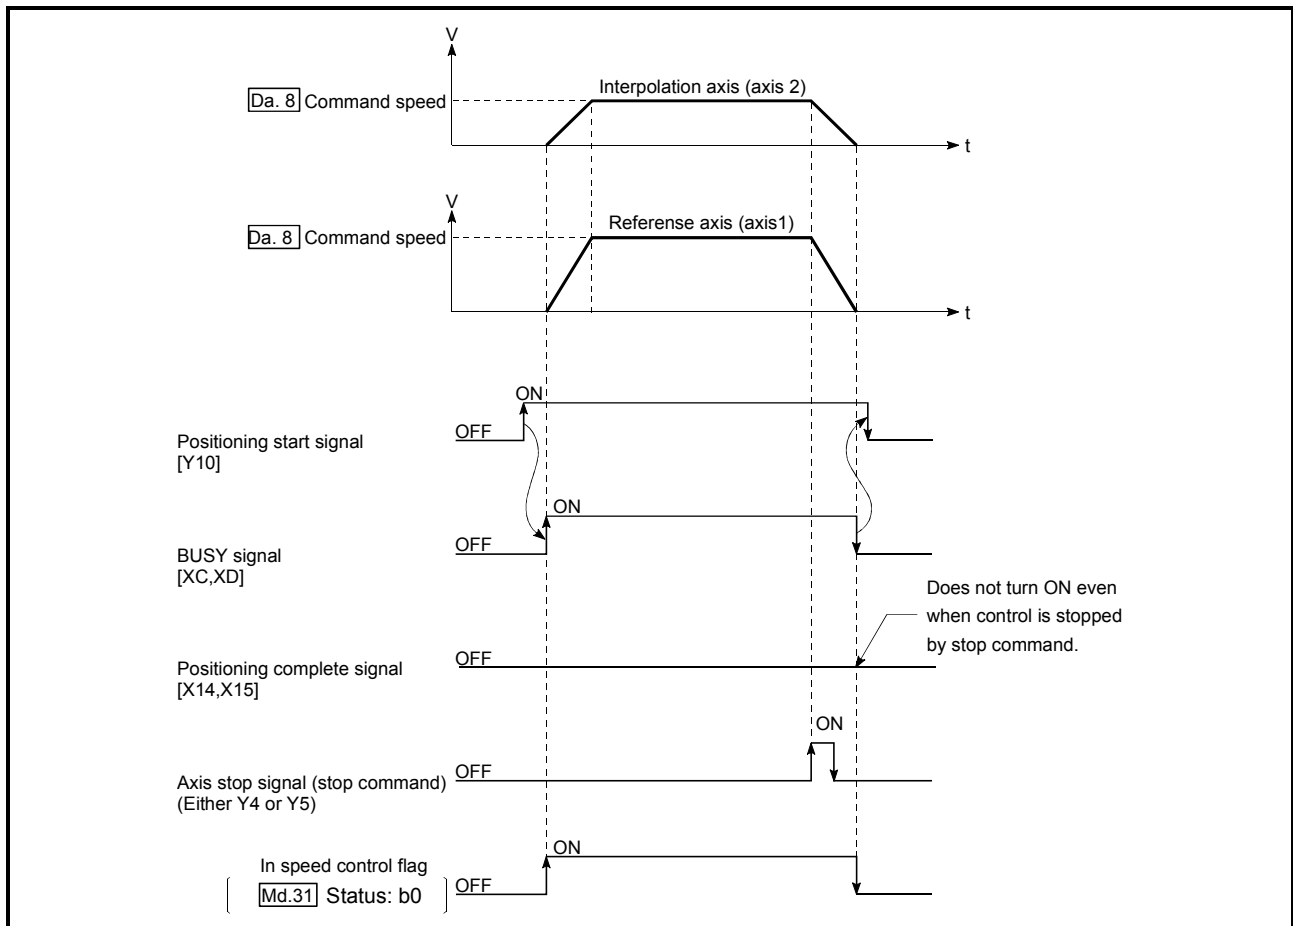 V
Interpolation axis (axis 2)
Da. 8 Command speed
t
V
Referense axis (axis1)
Da. 8 Command speed
t
ON
OFF
Positioning start signal
[Y10]
ON
OFF
BUSY signal
[XC,XD]
Does not turn ON even
when control is stopped
by stop command.
OFF
Positioning complete signal
[X14,X15]
ON
OFF
Axis stop signal (stop command)
(Either Y4 or Y5)
ON
In speed control flag
OFF
Md.31 Status: b0